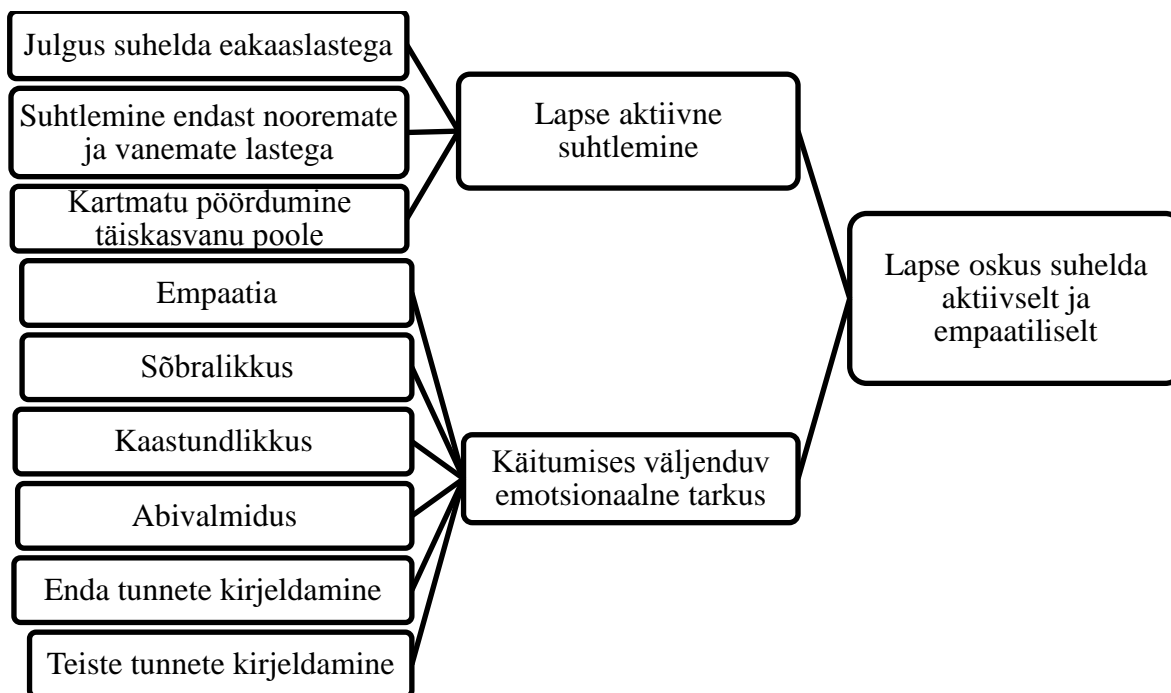 Julgus suhelda eakaaslastega
Suhtlemine endast nooremate
ja vanemate lastega
Kartmatu pöördumine
täiskasvanu poole
Empaatia
Sõbralikkus
Kaastundlikkus
Abivalmidus
Enda tunnete kirjeldamine
Teiste tunnete kirjeldamine
Lapse aktiivne
suhtlemine
Käitumises väljenduv
emotsionaalne tarkus
Lapse oskus suhelda
aktiivselt ja
empaatiliselt